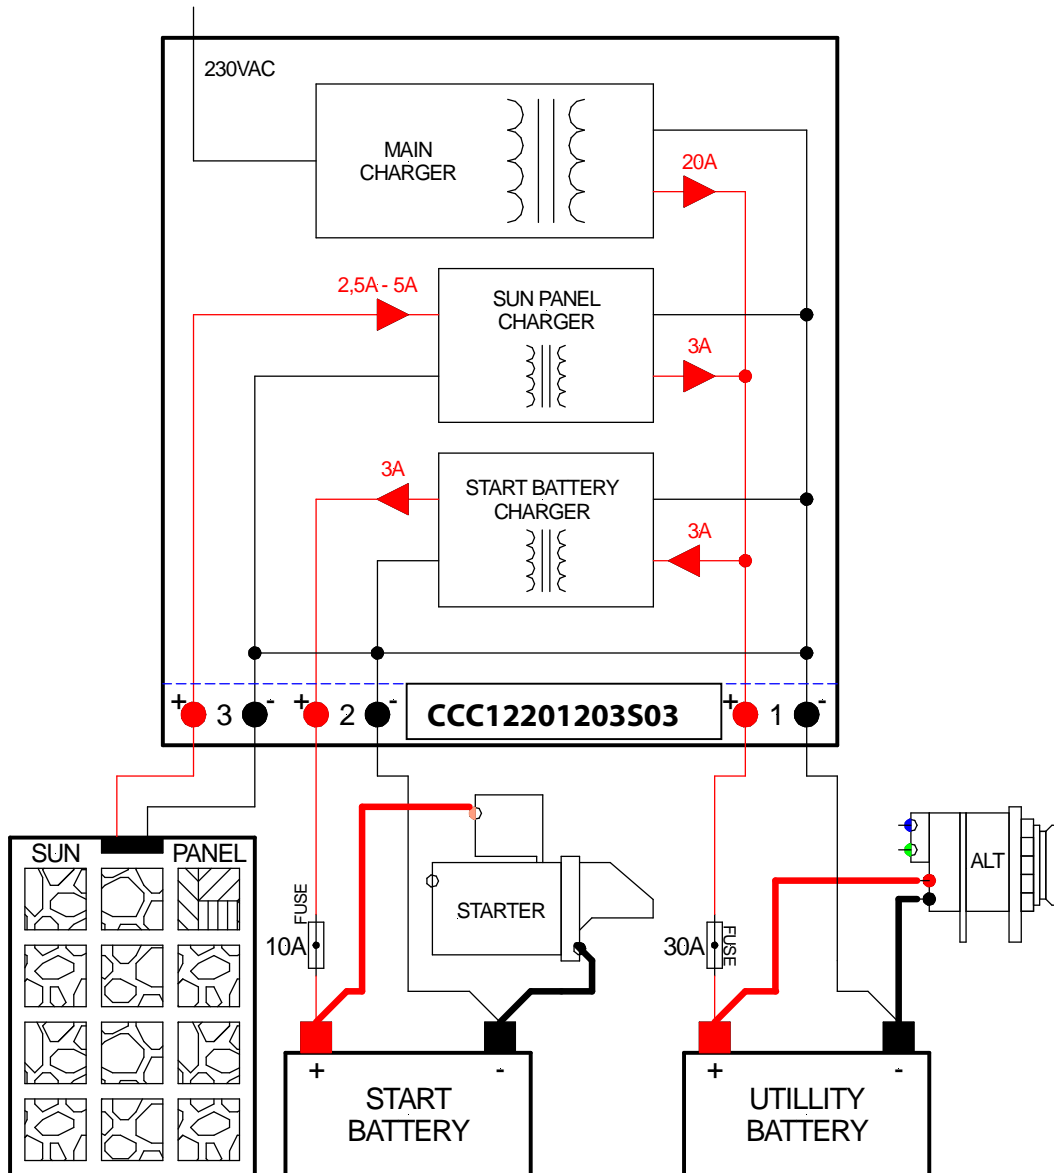 230VAC
MAIN
CHARGER
20A
2,5A - 5A
SUN PANEL
CHARGER
3A
3A
START BATTERY
CHARGER
3A
+ 3 - + 2 - CCC12201203S03 + 1 -
SUN PANEL
FUSE
10A
STARTER
30A
FUSE
ALT
+ -
START
BATTERY
+ -
UTILLITY
BATTERY